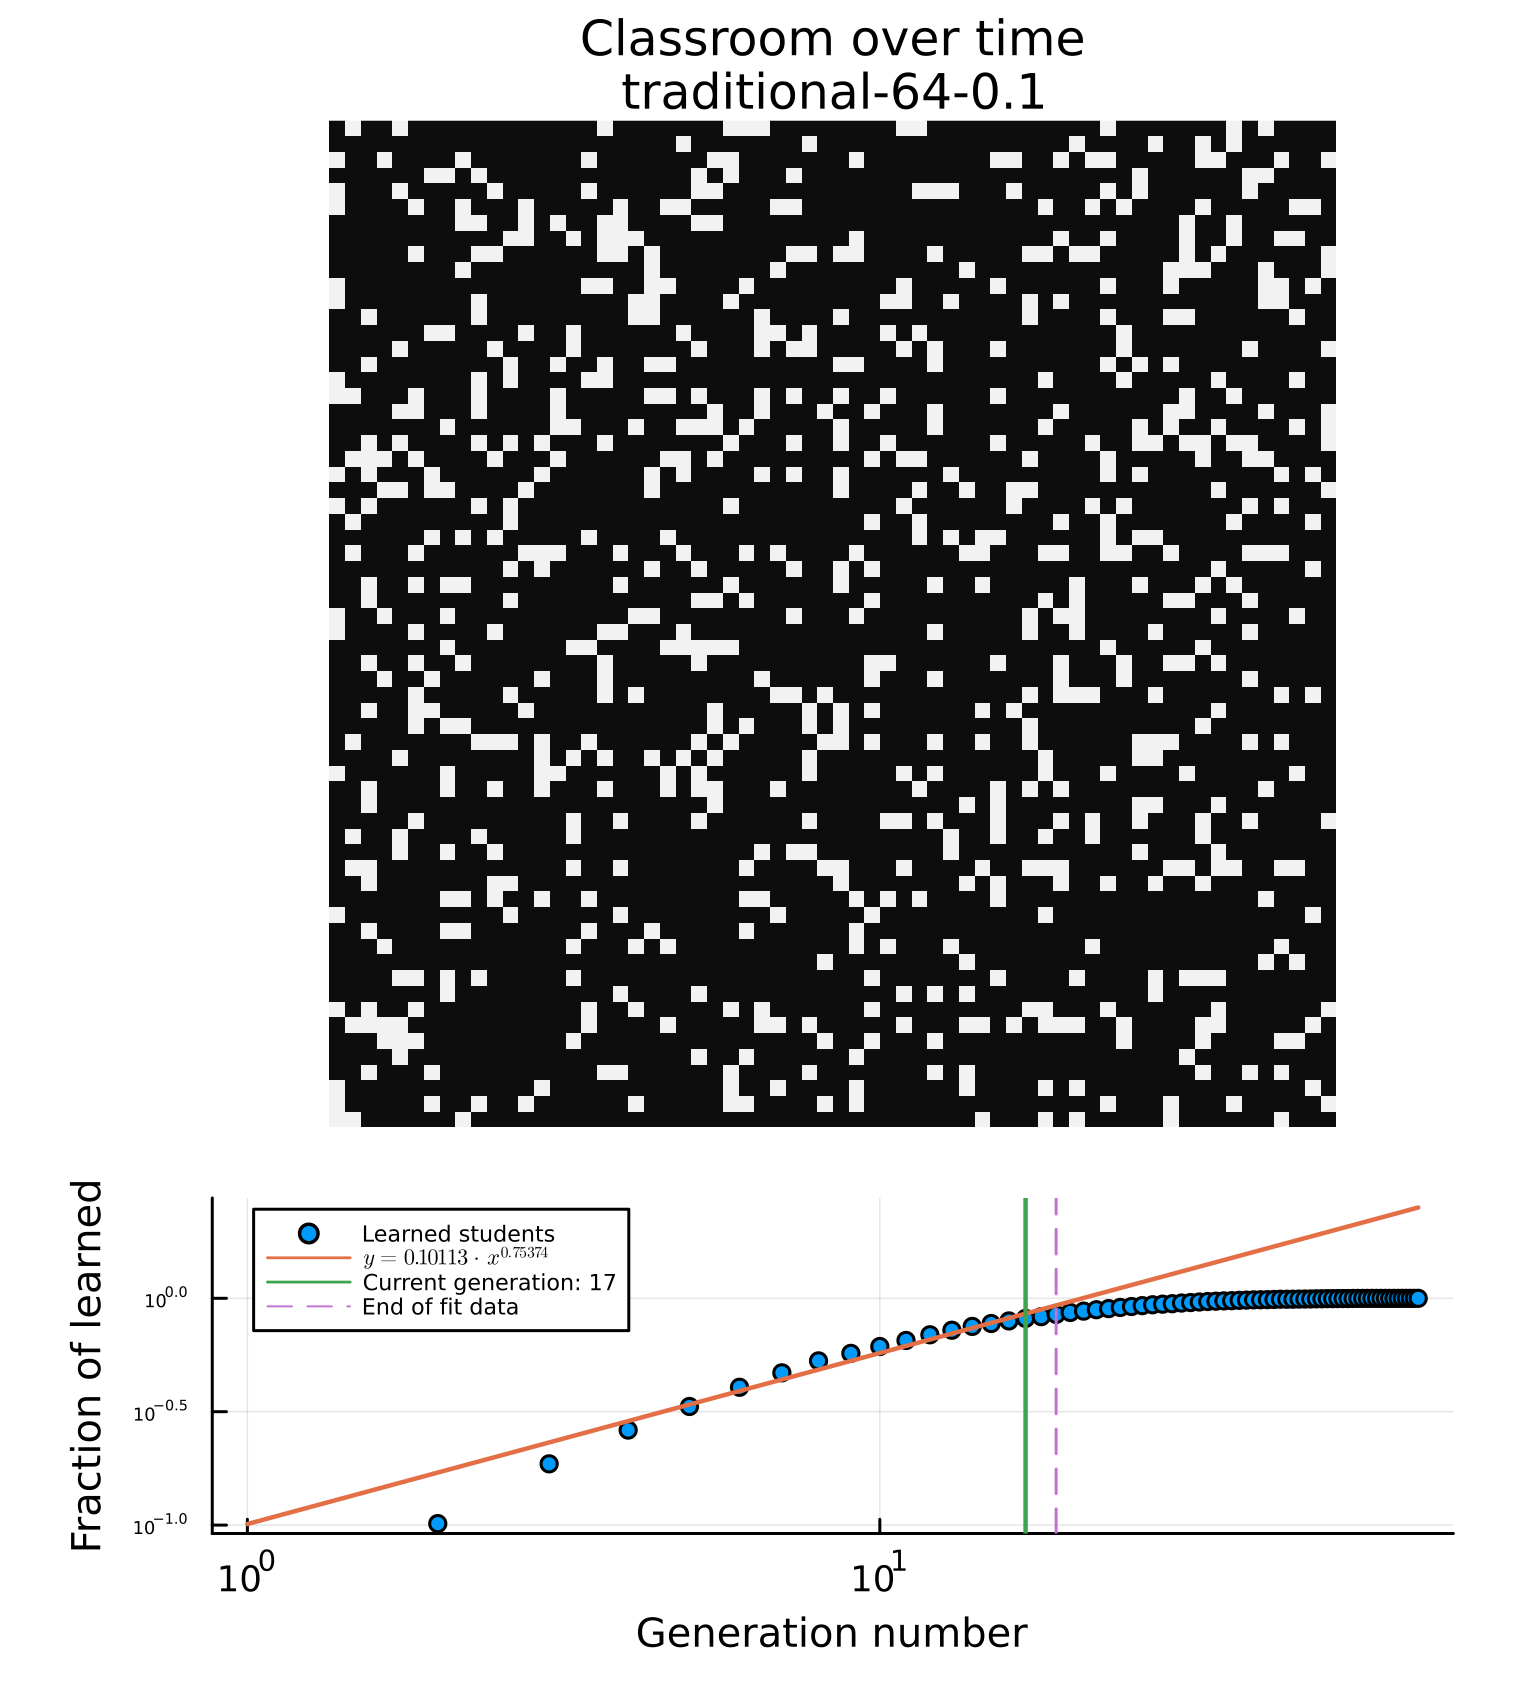 Classroom over time
traditional-64-0.1
Fraction of learned
Learned students
y = 0.10113 · x^0.75374
Current generation: 17
End of fit data
10^0.0
10^−0.5
10^−1.0
10^0
10^1
Generation number